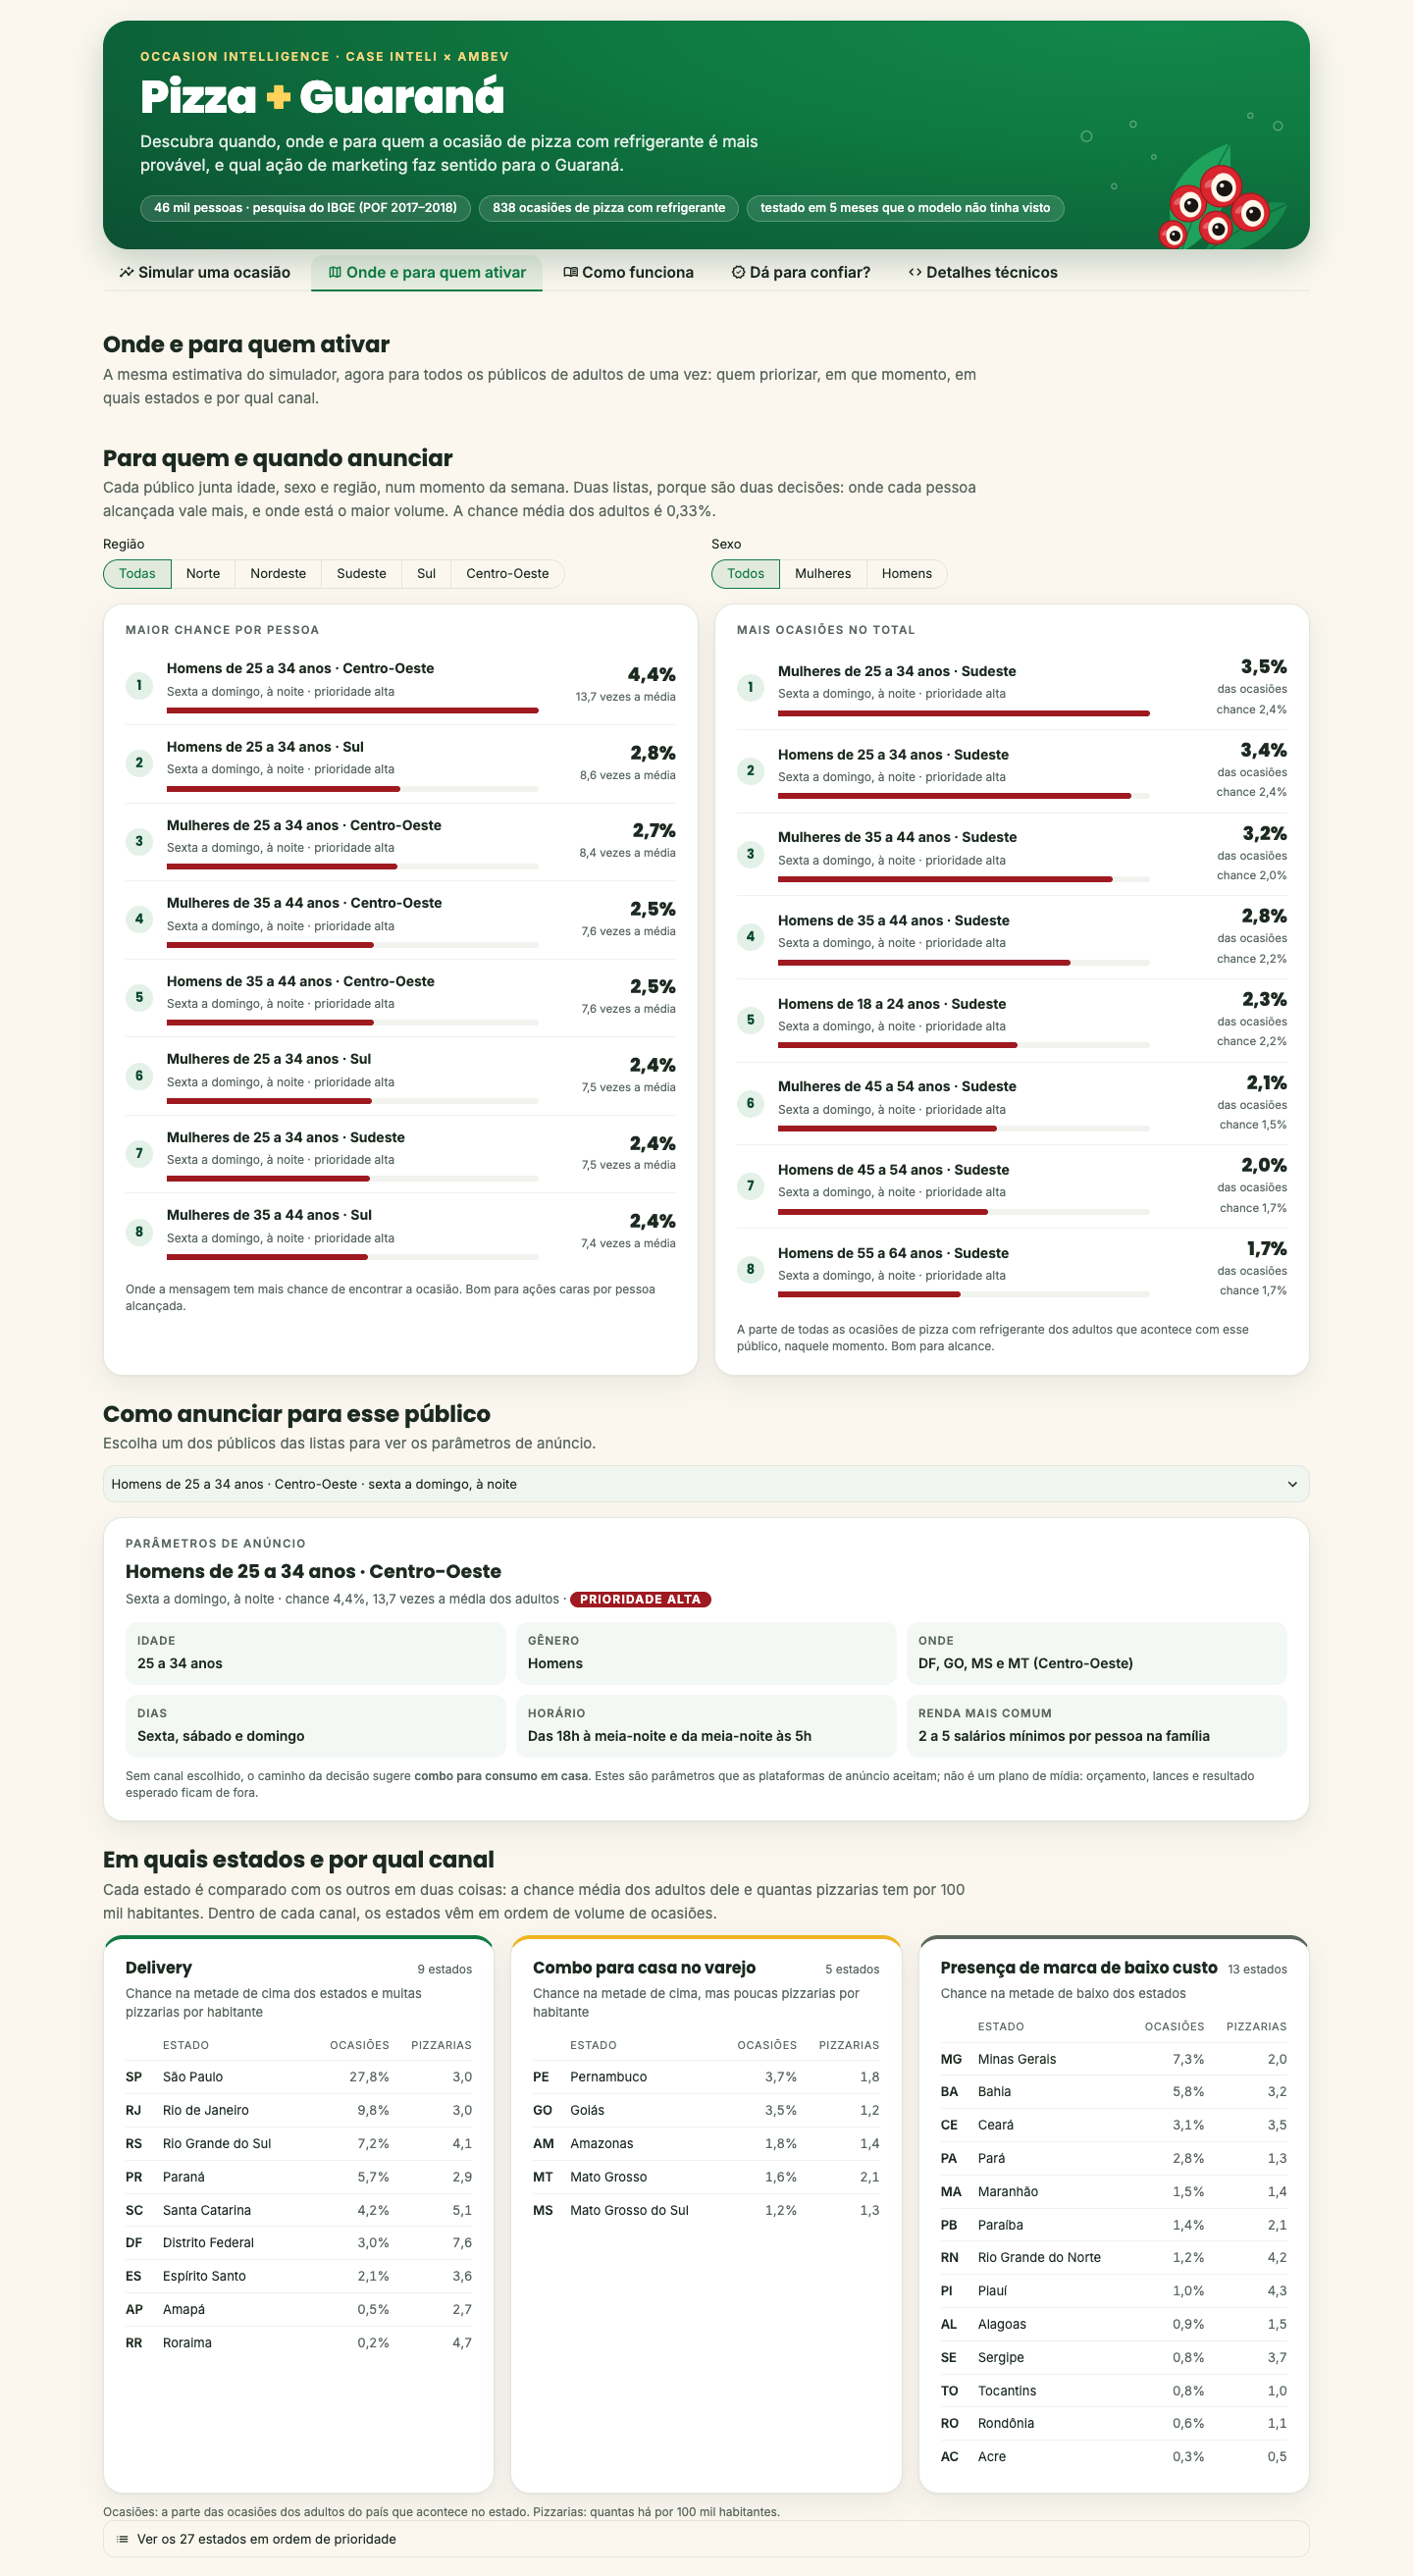 OCCASION INTELLIGENCE · CASE INTELI × AMBEV
Pizza + Guaraná
Descubra quando, onde e para quem a ocasião de pizza com refrigerante é mais
provável, e qual ação de marketing faz sentido para o Guaraná.
46 mil pessoas · pesquisa do IBGE (POF 2017–2018)
838 ocasiões de pizza com refrigerante
testado em 5 meses que o modelo não tinha visto
Simular uma ocasião
Onde e para quem ativar
Como funciona
Dá para confiar?
Detalhes técnicos
Onde e para quem ativar
A mesma estimativa do simulador, agora para todos os públicos de adultos de uma vez: quem priorizar, em que momento, em
quais estados e por qual canal.
Para quem e quando anunciar
Cada público junta idade, sexo e região, num momento da semana. Duas listas, porque são duas decisões: onde cada pessoa
alcançada vale mais, e onde está o maior volume. A chance média dos adultos é 0,33%.
Região
Todas Norte Nordeste Sudeste Sul Centro-Oeste
Sexo
Todos Mulheres Homens
MAIOR CHANCE POR PESSOA
1
Homens de 25 a 34 anos · Centro-Oeste
Sexta a domingo, à noite · prioridade alta
4,4%
13,7 vezes a média
2
Homens de 25 a 34 anos · Sul
Sexta a domingo, à noite · prioridade alta
2,8%
8,6 vezes a média
3
Mulheres de 25 a 34 anos · Centro-Oeste
Sexta a domingo, à noite · prioridade alta
2,7%
8,4 vezes a média
4
Mulheres de 35 a 44 anos · Centro-Oeste
Sexta a domingo, à noite · prioridade alta
2,5%
7,6 vezes a média
5
Homens de 35 a 44 anos · Centro-Oeste
Sexta a domingo, à noite · prioridade alta
2,5%
7,6 vezes a média
6
Mulheres de 25 a 34 anos · Sul
Sexta a domingo, à noite · prioridade alta
2,4%
7,5 vezes a média
7
Mulheres de 25 a 34 anos · Sudeste
Sexta a domingo, à noite · prioridade alta
2,4%
7,5 vezes a média
8
Mulheres de 35 a 44 anos · Sul
Sexta a domingo, à noite · prioridade alta
2,4%
7,4 vezes a média
Onde a mensagem tem mais chance de encontrar a ocasião. Bom para ações caras por pessoa
alcançada.
MAIS OCASIÕES NO TOTAL
1
Mulheres de 25 a 34 anos · Sudeste
Sexta a domingo, à noite · prioridade alta
3,5%
das ocasiões
chance 2,4%
2
Homens de 25 a 34 anos · Sudeste
Sexta a domingo, à noite · prioridade alta
3,4%
das ocasiões
chance 2,4%
3
Mulheres de 35 a 44 anos · Sudeste
Sexta a domingo, à noite · prioridade alta
3,2%
das ocasiões
chance 2,0%
4
Homens de 35 a 44 anos · Sudeste
Sexta a domingo, à noite · prioridade alta
2,8%
das ocasiões
chance 2,2%
5
Homens de 18 a 24 anos · Sudeste
Sexta a domingo, à noite · prioridade alta
2,3%
das ocasiões
chance 2,2%
6
Mulheres de 45 a 54 anos · Sudeste
Sexta a domingo, à noite · prioridade alta
2,1%
das ocasiões
chance 1,5%
7
Homens de 45 a 54 anos · Sudeste
Sexta a domingo, à noite · prioridade alta
2,0%
das ocasiões
chance 1,7%
8
Homens de 55 a 64 anos · Sudeste
Sexta a domingo, à noite · prioridade alta
1,7%
das ocasiões
chance 1,7%
A parte de todas as ocasiões de pizza com refrigerante dos adultos que acontece com esse
público, naquele momento. Bom para alcance.
Como anunciar para esse público
Escolha um dos públicos das listas para ver os parâmetros de anúncio.
Homens de 25 a 34 anos · Centro-Oeste · sexta a domingo, à noite
PARÂMETROS DE ANÚNCIO
Homens de 25 a 34 anos · Centro-Oeste
Sexta a domingo, à noite · chance 4,4%, 13,7 vezes a média dos adultos · PRIORIDADE ALTA
IDADE
25 a 34 anos
GÊNERO
Homens
ONDE
DF, GO, MS e MT (Centro-Oeste)
DIAS
Sexta, sábado e domingo
HORÁRIO
Das 18h à meia-noite e da meia-noite às 5h
RENDA MAIS COMUM
2 a 5 salários mínimos por pessoa na família
Sem canal escolhido, o caminho da decisão sugere combo para consumo em casa. Estes são parâmetros que as plataformas de anúncio aceitam; não é um plano de mídia: orçamento, lances e resultado
esperado ficam de fora.
Em quais estados e por qual canal
Cada estado é comparado com os outros em duas coisas: a chance média dos adultos dele e quantas pizzarias tem por 100
mil habitantes. Dentro de cada canal, os estados vêm em ordem de volume de ocasiões.
Delivery 9 estados
Chance na metade de cima dos estados e muitas
pizzarias por habitante
ESTADO OCASIÕES PIZZARIAS
SP São Paulo 27,8% 3,0
RJ Rio de Janeiro 9,8% 3,0
RS Rio Grande do Sul 7,2% 4,1
PR Paraná 5,7% 2,9
SC Santa Catarina 4,2% 5,1
DF Distrito Federal 3,0% 7,6
ES Espírito Santo 2,1% 3,6
AP Amapá 0,5% 2,7
RR Roraima 0,2% 4,7
Combo para casa no varejo 5 estados
Chance na metade de cima, mas poucas pizzarias por
habitante
ESTADO OCASIÕES PIZZARIAS
PE Pernambuco 3,7% 1,8
GO Goiás 3,5% 1,2
AM Amazonas 1,8% 1,4
MT Mato Grosso 1,6% 2,1
MS Mato Grosso do Sul 1,2% 1,3
Presença de marca de baixo custo 13 estados
Chance na metade de baixo dos estados
ESTADO OCASIÕES PIZZARIAS
MG Minas Gerais 7,3% 2,0
BA Bahia 5,8% 3,2
CE Ceará 3,1% 3,5
PA Pará 2,8% 1,3
MA Maranhão 1,5% 1,4
PB Paraíba 1,4% 2,1
RN Rio Grande do Norte 1,2% 4,2
PI Piauí 1,0% 4,3
AL Alagoas 0,9% 1,5
SE Sergipe 0,8% 3,7
TO Tocantins 0,8% 1,0
RO Rondônia 0,6% 1,1
AC Acre 0,3% 0,5
Ocasiões: a parte das ocasiões dos adultos do país que acontece no estado. Pizzarias: quantas há por 100 mil habitantes.
Ver os 27 estados em ordem de prioridade